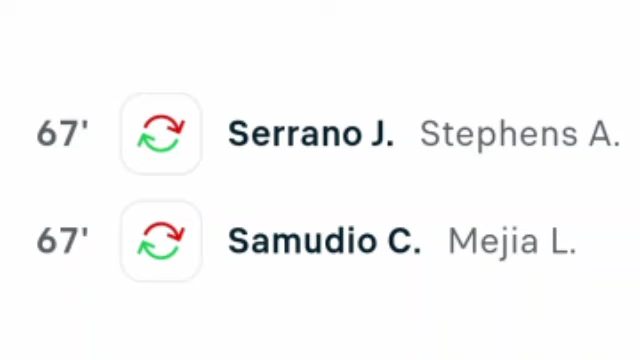 67' Serrano J. Stephens A.
67' Samudio C. Mejia L.